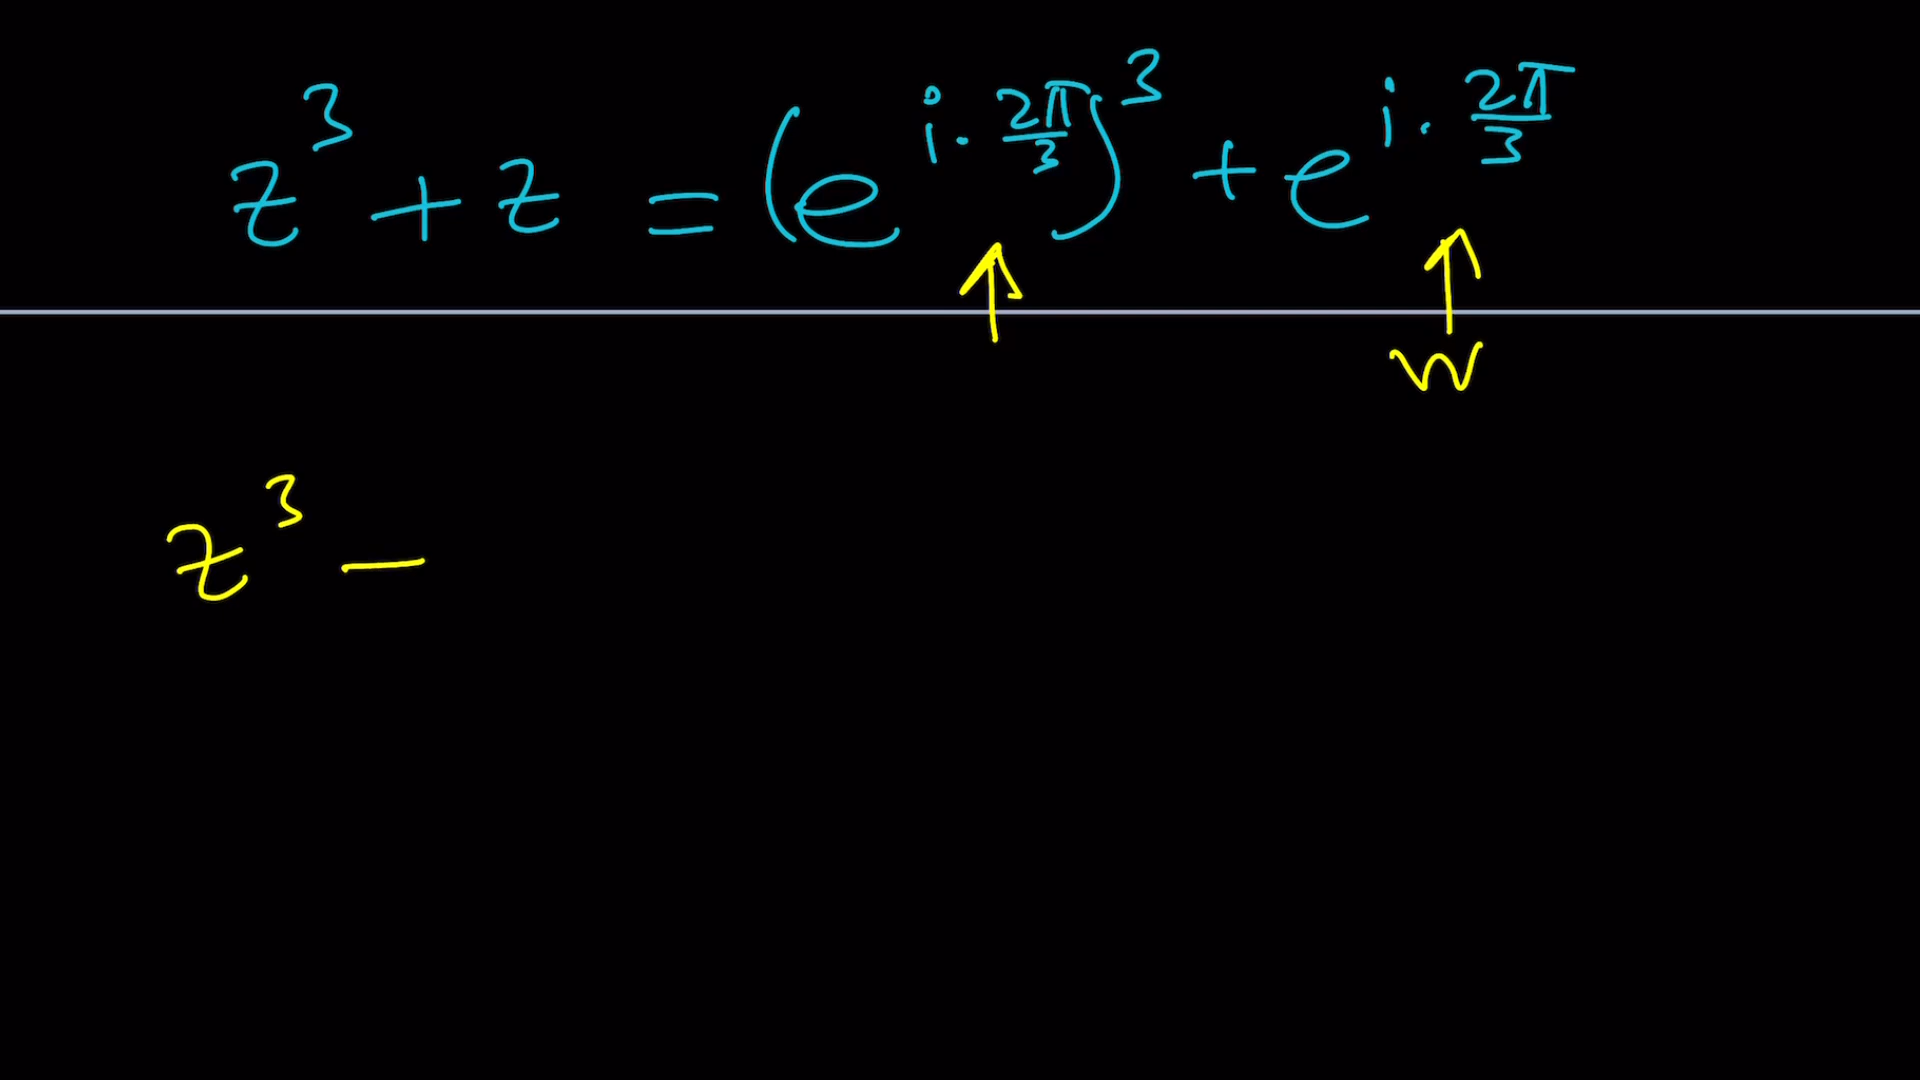 z³ + z = (e^{i·2π/3})³ + e^{i·2π/3}
w
z³ −